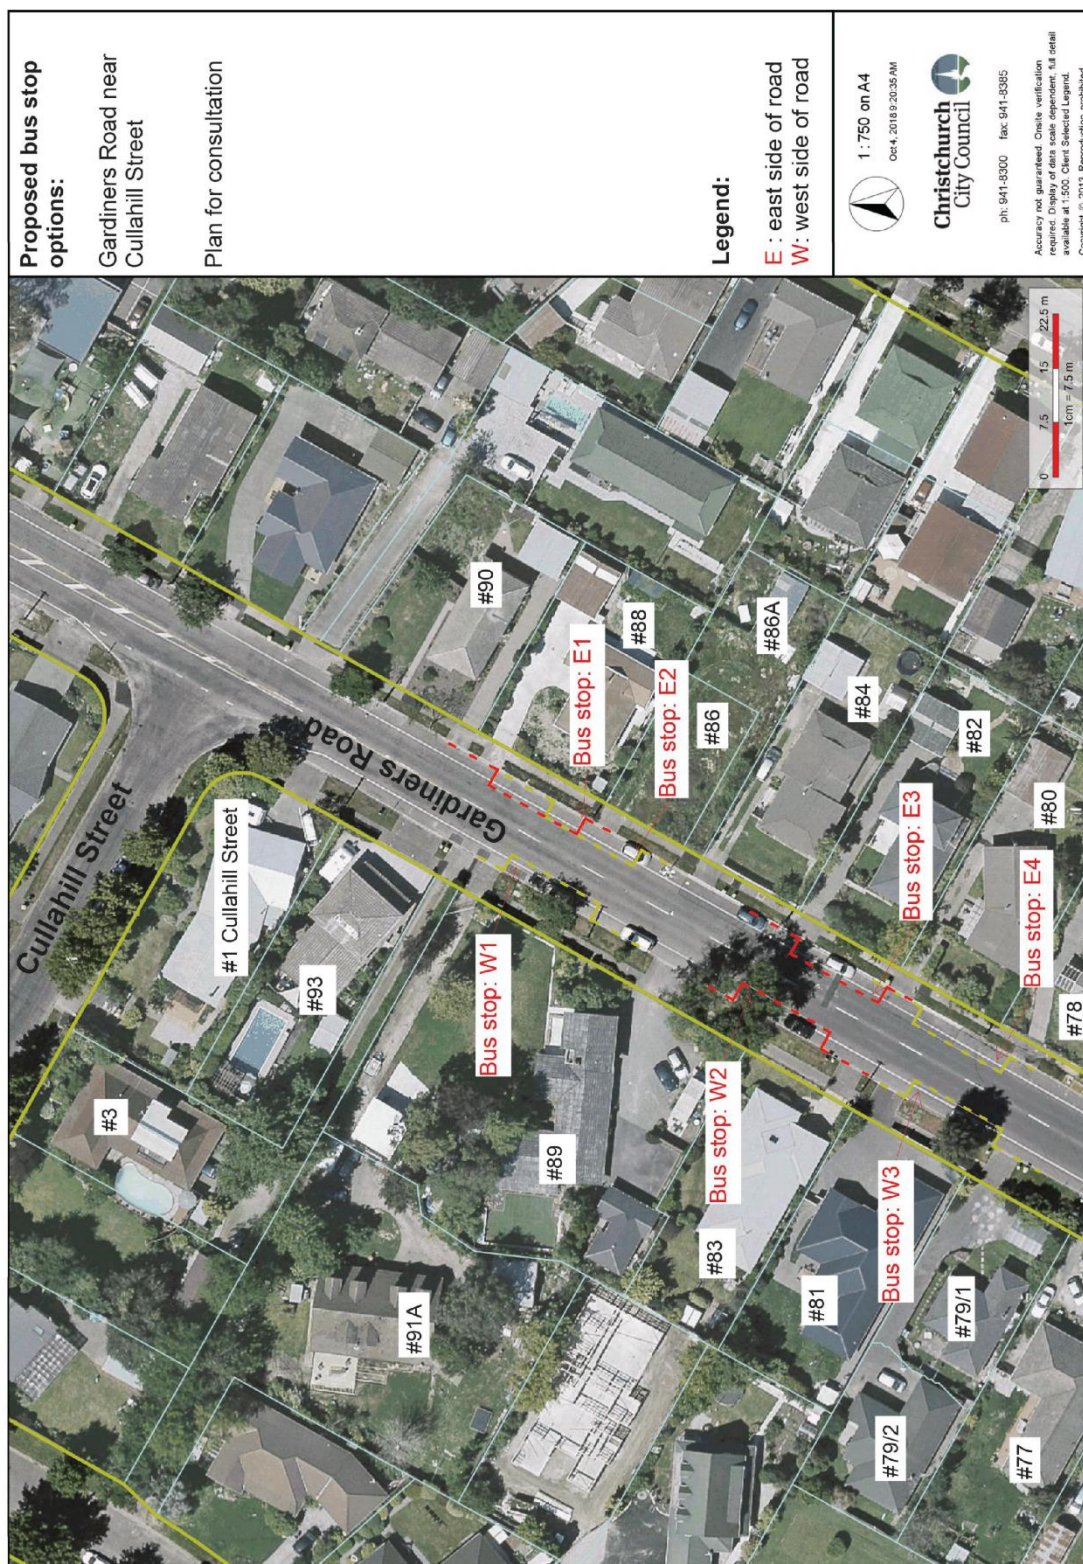 Proposed bus stop
options:
Gardiners Road near
Cullahill Street
Plan for consultation
Legend:
E : east side of road
W: west side of road
1 : 750 on A4
Oct 4, 2018 9:20:35 AM
Christchurch
City Council
ph: 941-8300 fax: 941-8385
Accuracy not guaranteed. Onsite verification
required. Display of data scale dependent, full detail
available at 1:500. Client Selected Legend.
Copyright © 2013. Reproduction prohibited
Cullahill Street
Gardiners Road
#3
#1 Cullahill Street
#93
#91A
#89
Bus stop: W1
#90
Bus stop: E1
#88
Bus stop: E2
#86
#86A
#83
Bus stop: W2
#84
#81
Bus stop: E3
#82
#79/2
Bus stop: W3
#79/1
#80
Bus stop: E4
#77
#78
0 7.5 15 22.5 m
1cm = 7.5 m